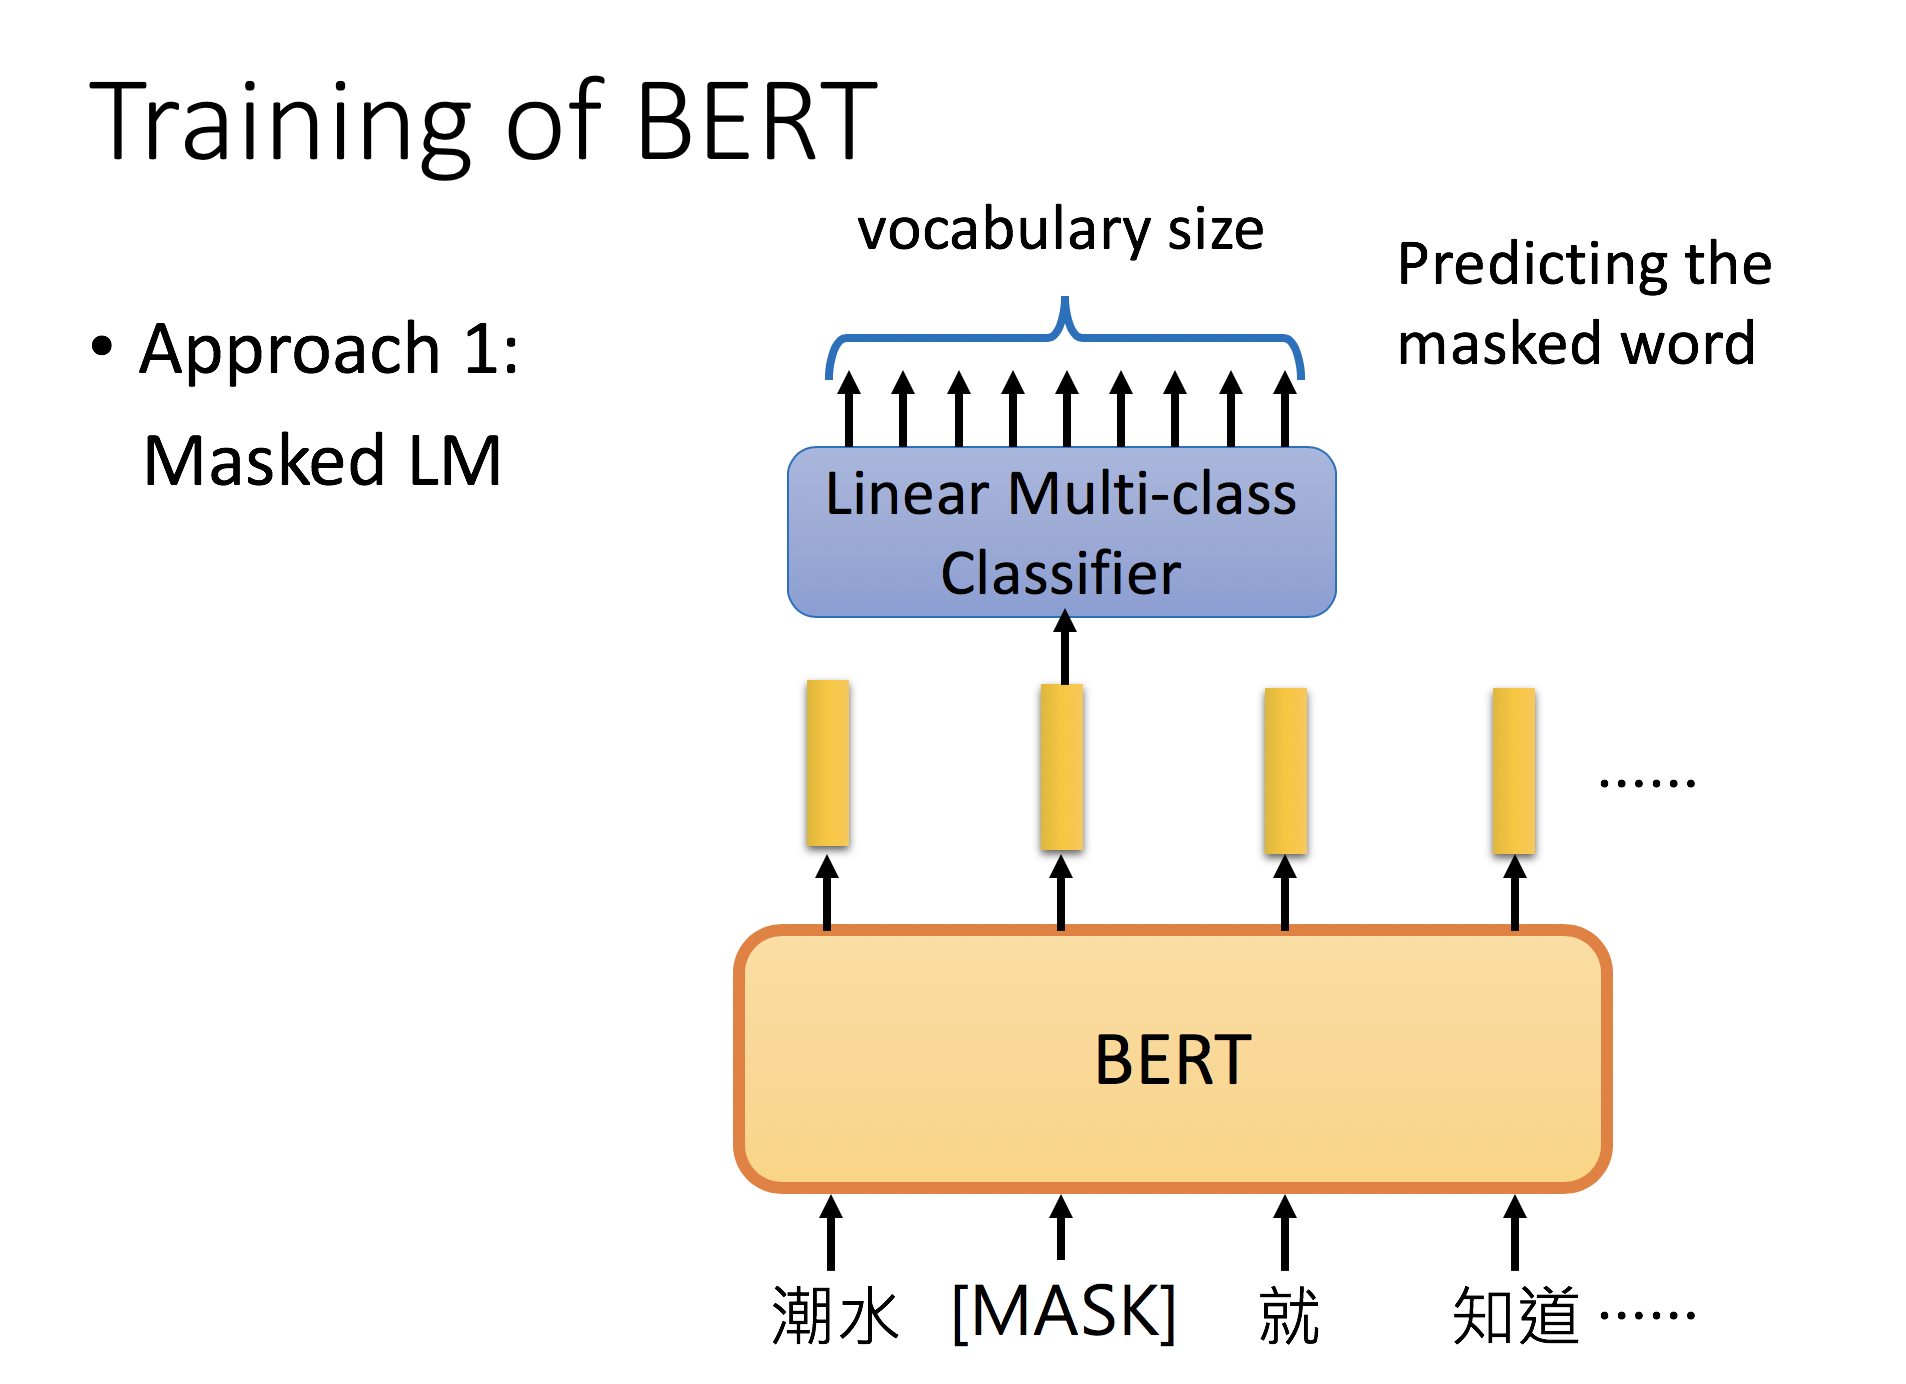 Training of BERT
• Approach 1:
Masked LM
vocabulary size
Predicting the
masked word
Linear Multi-class
Classifier
......
BERT
潮水 [MASK] 就 知道 ......